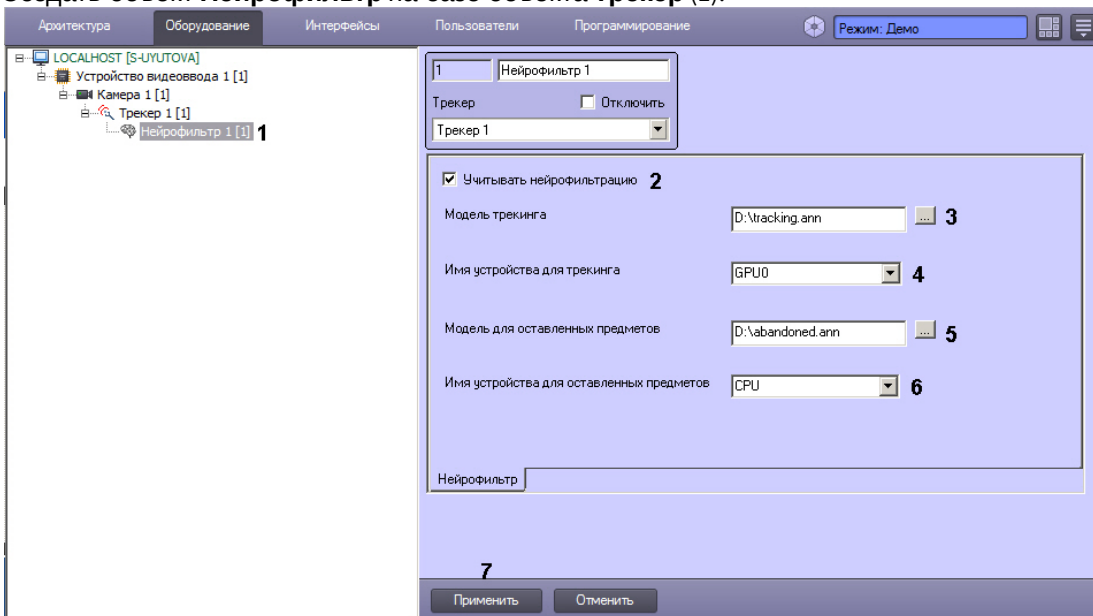 Создать объект Нейрофильтр на базе объекта Трекер (1).
Архитектура Оборудование Интерфейсы Пользователи Программирование Режим: Демо
LOCALHOST [S-UYUTOVA]
Устройство видеоввода 1 [1]
Камера 1 [1]
Трекер 1 [1]
Нейрофильтр 1 [1] 1
1 Нейрофильтр 1
Трекер Отключить
Трекер 1
Учитывать нейрофильтрацию 2
Модель трекинга D:\tracking.ann ... 3
Имя устройства для трекинга GPU0 4
Модель для оставленных предметов D:\abandoned.ann ... 5
Имя устройства для оставленных предметов CPU 6
Нейрофильтр
7
Применить Отменить